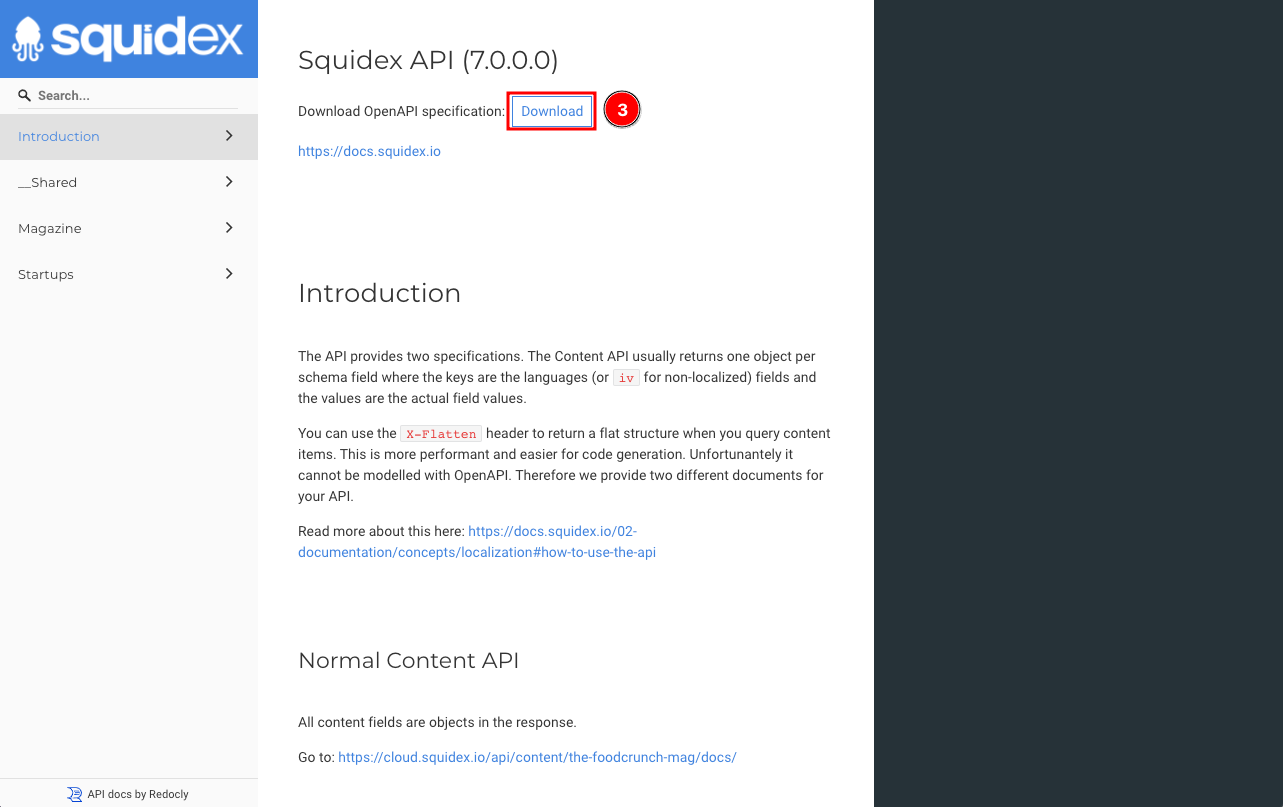 squidex
Search...
Introduction
__Shared
Magazine
Startups
API docs by Redocly
Squidex API (7.0.0.0)
Download OpenAPI specification: Download
3
https://docs.squidex.io
Introduction
The API provides two specifications. The Content API usually returns one object per
schema field where the keys are the languages (or iv for non-localized) fields and
the values are the actual field values.
You can use the X-Flatten header to return a flat structure when you query content
items. This is more performant and easier for code generation. Unfortunantely it
cannot be modelled with OpenAPI. Therefore we provide two different documents for
your API.
Read more about this here: https://docs.squidex.io/02-
documentation/concepts/localization#how-to-use-the-api
Normal Content API
All content fields are objects in the response.
Go to: https://cloud.squidex.io/api/content/the-foodcrunch-mag/docs/